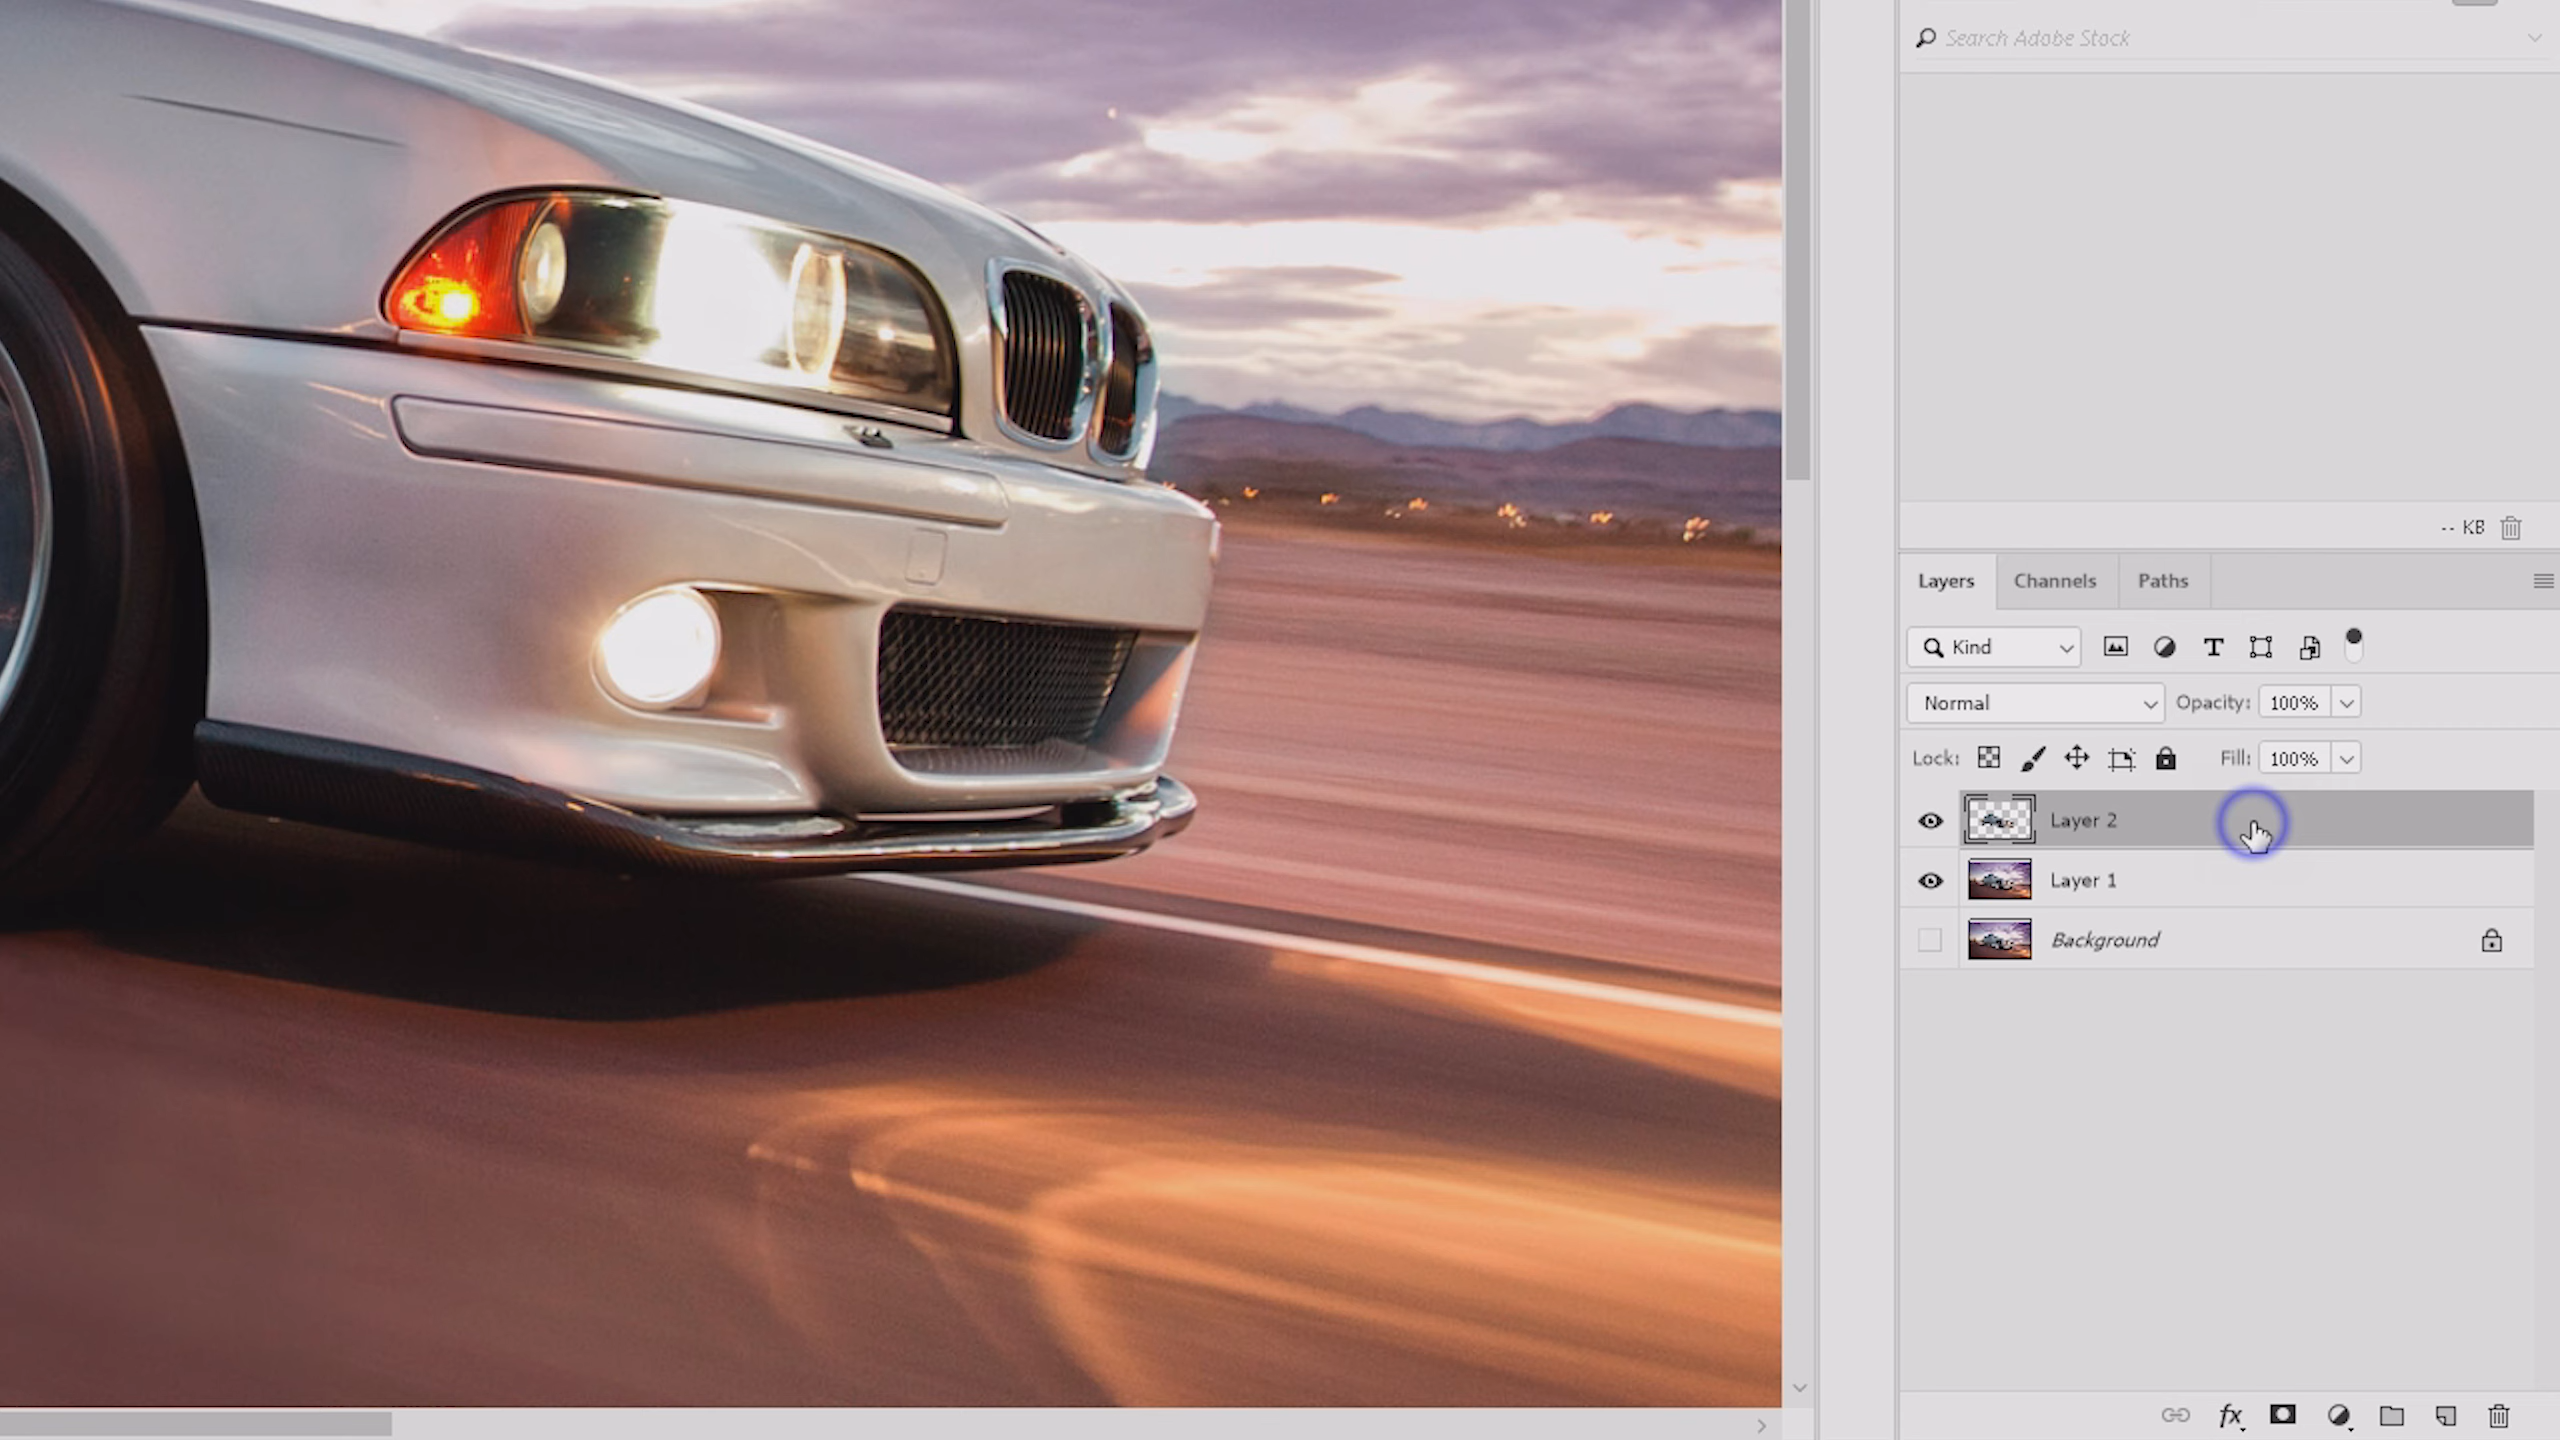 Search Adobe Stock
-- KB
Layers Channels Paths
Kind
Normal Opacity: 100%
Lock: Fill: 100%
Layer 2
Layer 1
Background
fx